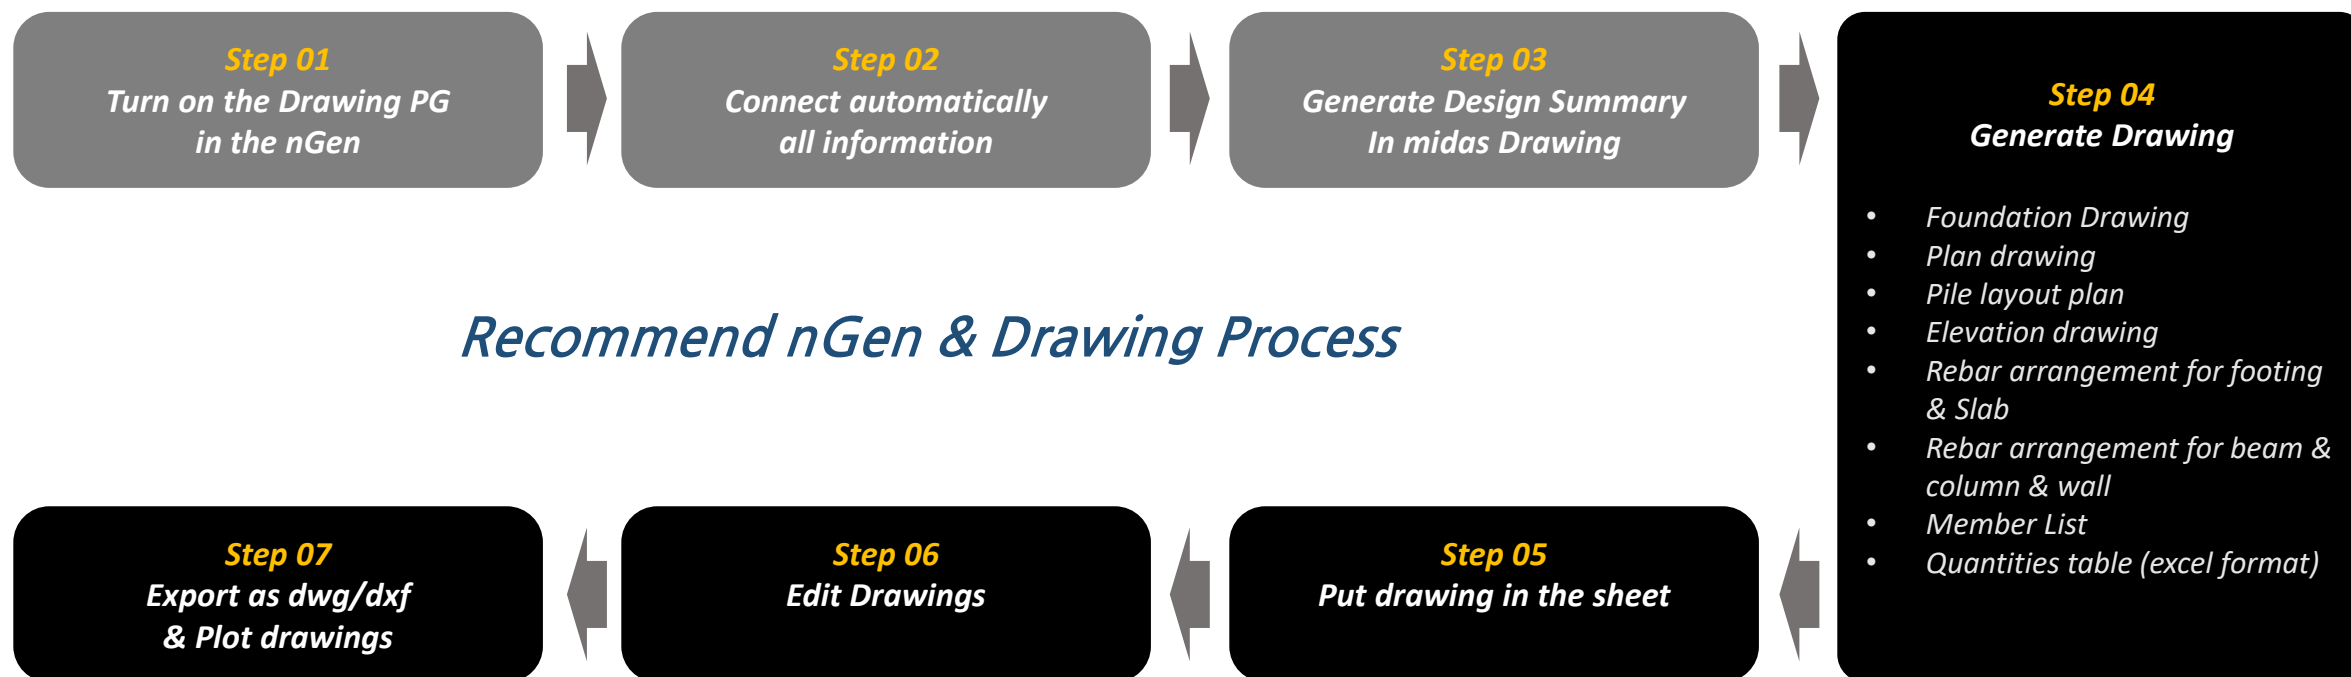 Step 01
Turn on the Drawing PG
in the nGen
Step 02
Connect automatically
all information
Step 03
Generate Design Summary
In midas Drawing
Step 04
Generate Drawing
• Foundation Drawing
• Plan drawing
• Pile layout plan
• Elevation drawing
• Rebar arrangement for footing
& Slab
• Rebar arrangement for beam &
column & wall
• Member List
• Quantities table (excel format)
Recommend nGen & Drawing Process
Step 05
Put drawing in the sheet
Step 06
Edit Drawings
Step 07
Export as dwg/dxf
& Plot drawings